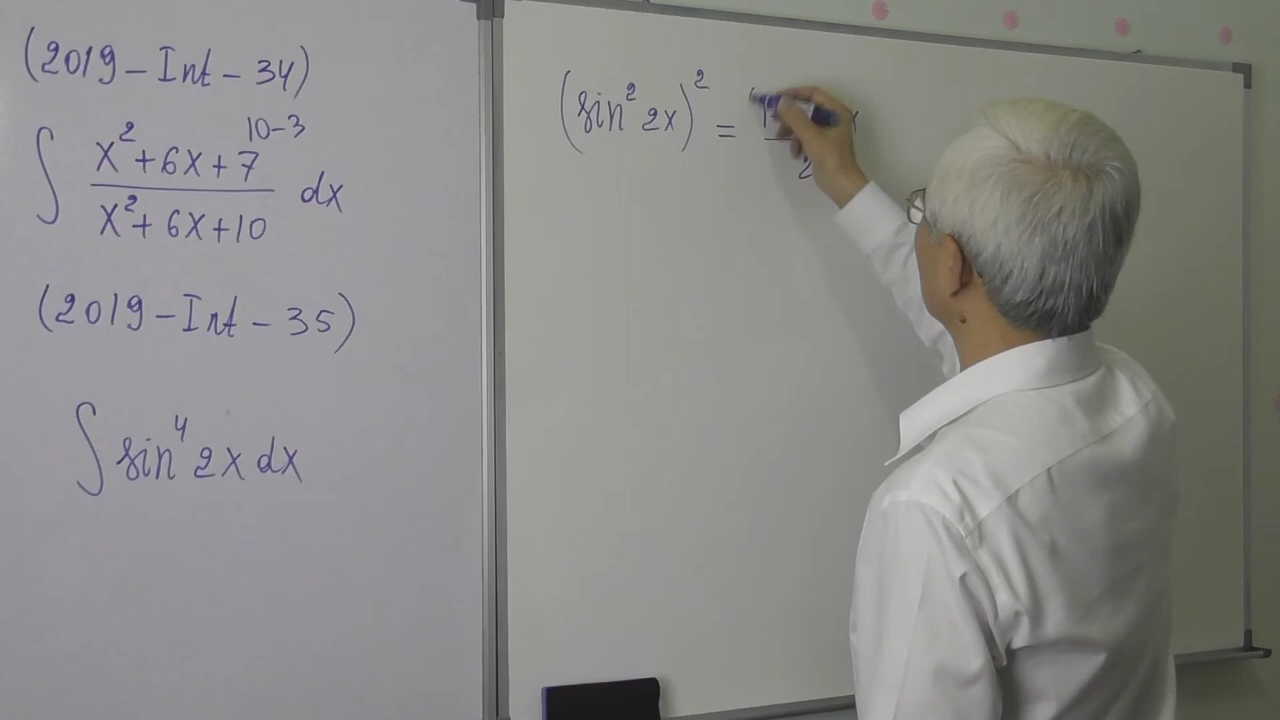 (2019 - Int - 34)
∫ (x² + 6x + 7 10-3) / (x² + 6x + 10) dx
(2019 - Int - 35)
∫ sin⁴ 2x dx
(sin² 2x)² =
2